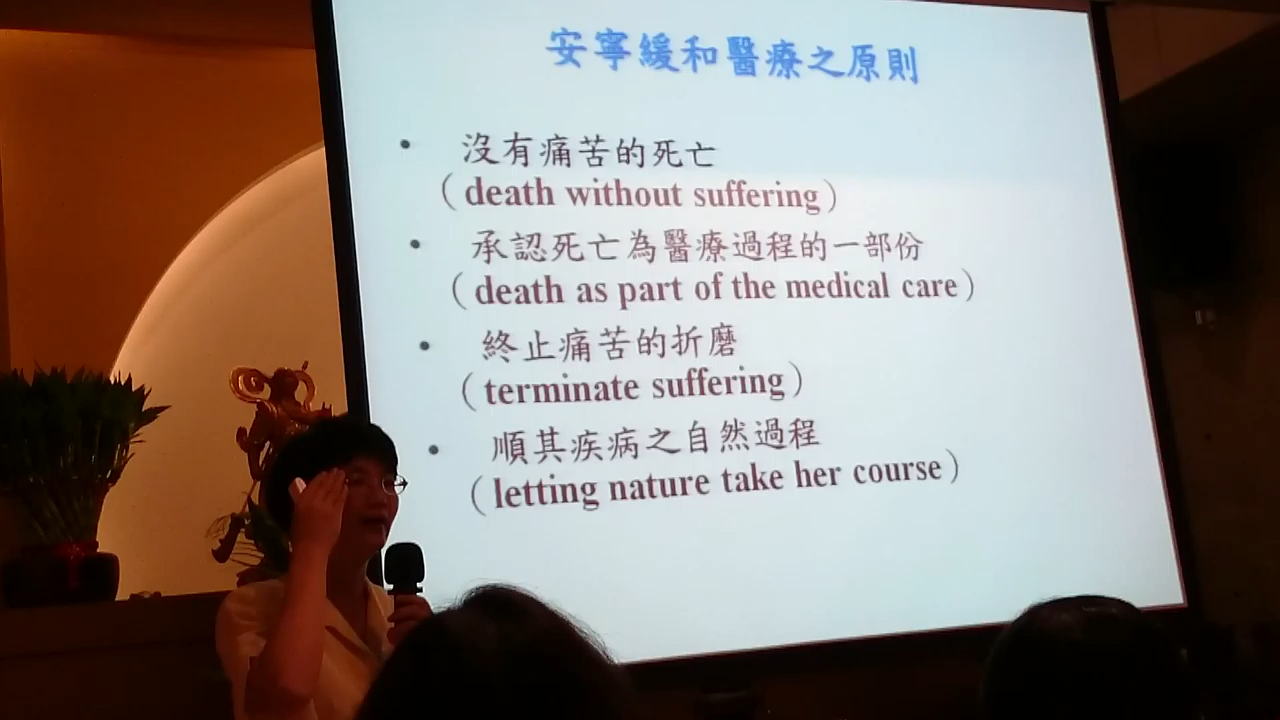 安寧緩和醫療之原則
• 沒有痛苦的死亡
（death without suffering）
• 承認死亡為醫療過程的一部份
（death as part of the medical care）
• 終止痛苦的折磨
（terminate suffering）
• 順其疾病之自然過程
（letting nature take her course）